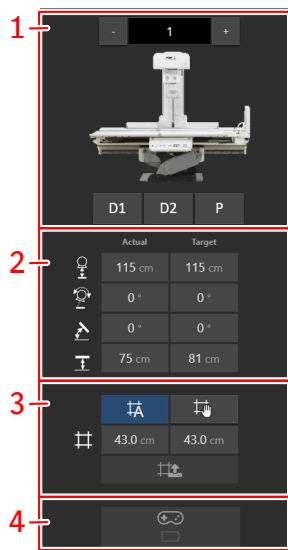 1
- 1 +
D1 D2 P
Actual Target
2
115 cm 115 cm
0 ° 0 °
0 ° 0 °
75 cm 81 cm
3
A
43.0 cm 43.0 cm
4